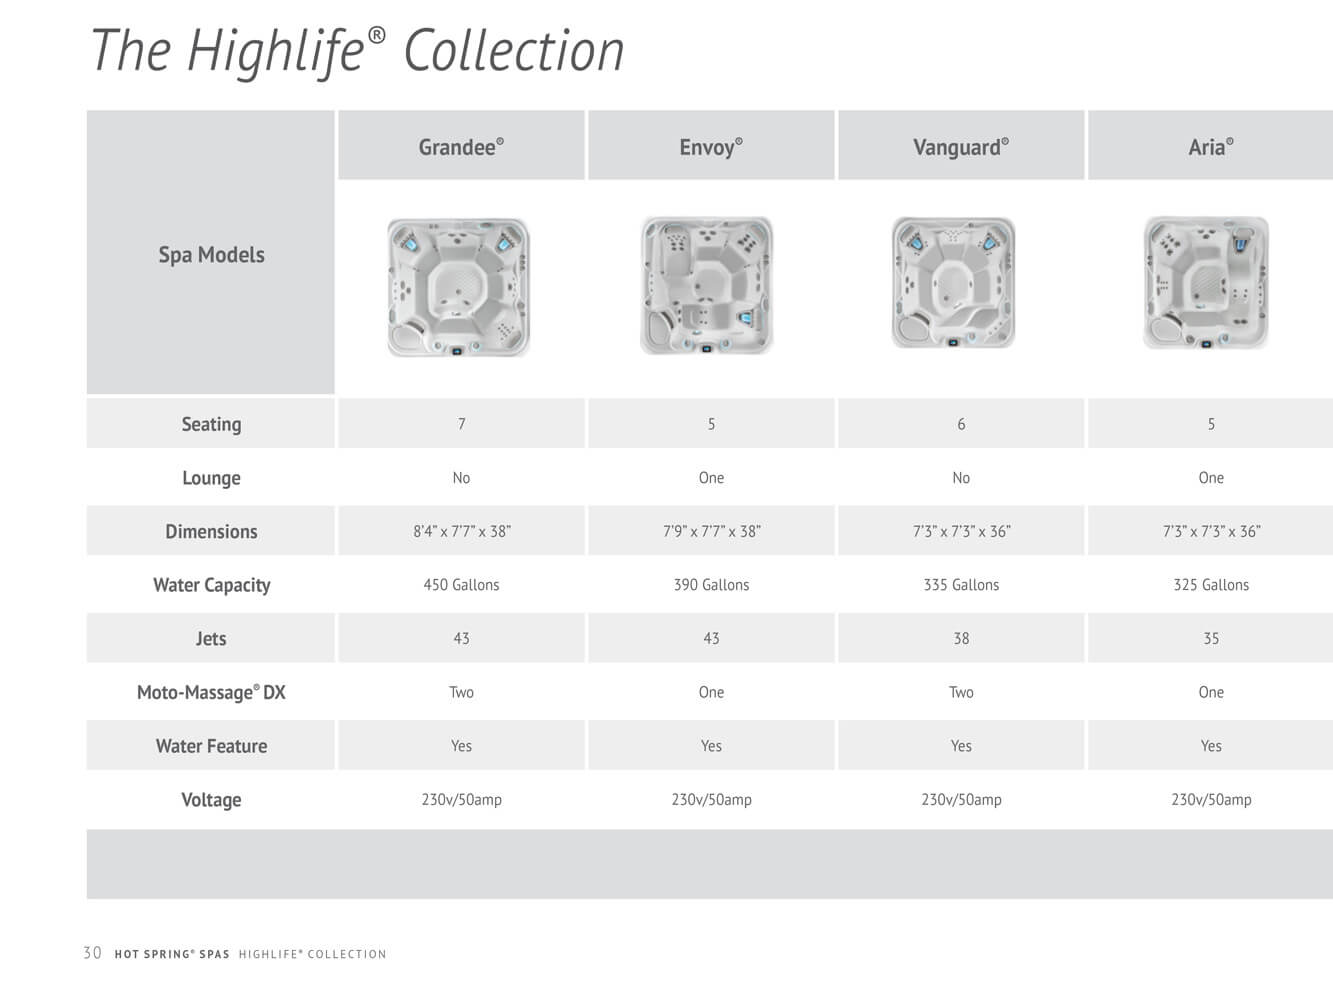 The Highlife® Collection
Spa Models Grandee® Envoy® Vanguard® Aria®
Seating 7 5 6 5
Lounge No One No One
Dimensions 8’4” x 7’7” x 38” 7’9” x 7’7” x 38” 7’3” x 7’3” x 36” 7’3” x 7’3” x 36”
Water Capacity 450 Gallons 390 Gallons 335 Gallons 325 Gallons
Jets 43 43 38 35
Moto-Massage® DX Two One Two One
Water Feature Yes Yes Yes Yes
Voltage 230v/50amp 230v/50amp 230v/50amp 230v/50amp
30 HOT SPRING® SPAS HIGHLIFE® COLLECTION